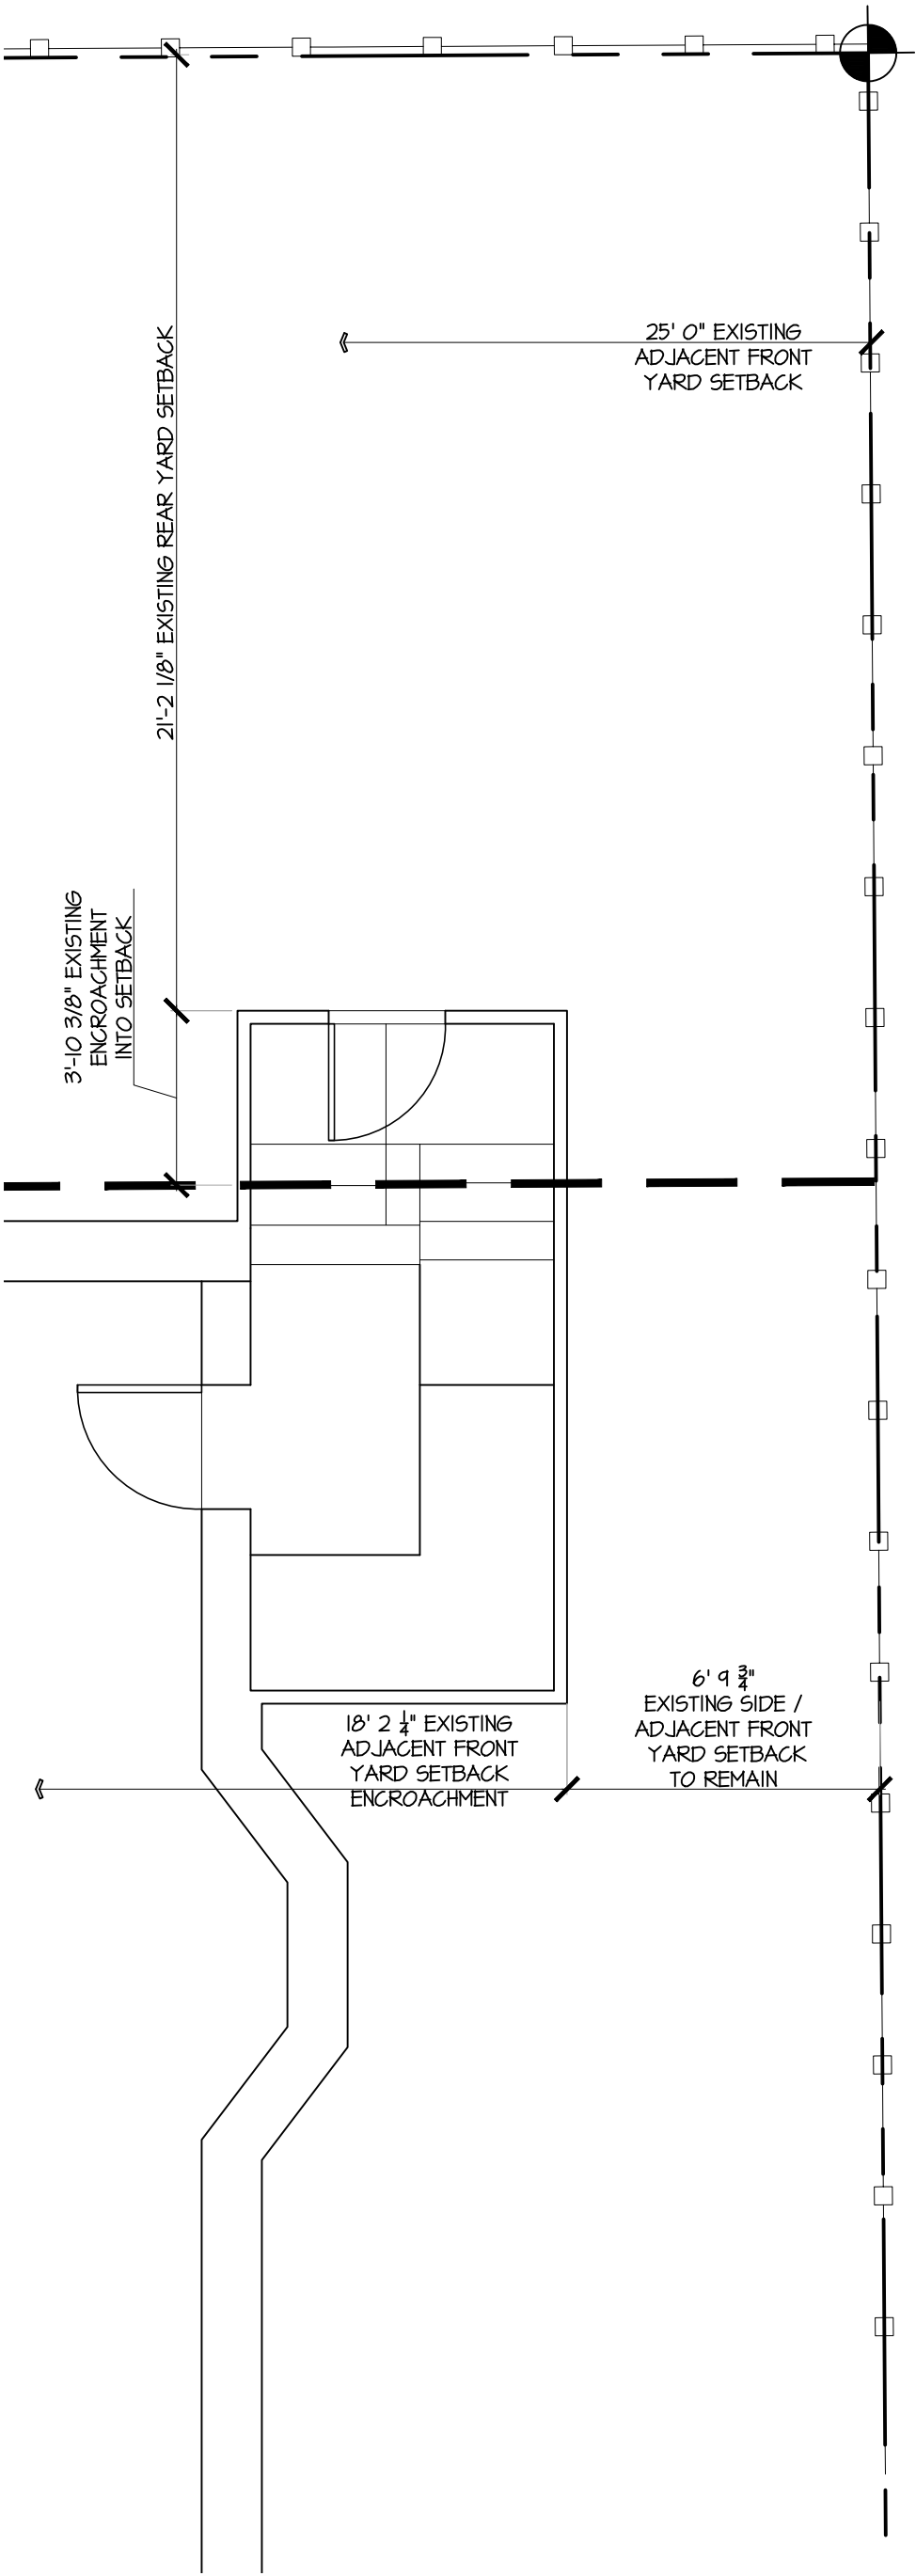 25' 0" EXISTING
ADJACENT FRONT
YARD SETBACK
21'-2 1/8" EXISTING REAR YARD SETBACK
3'-10 3/8" EXISTING
ENCROACHMENT
INTO SETBACK
18' 2 1/4" EXISTING
ADJACENT FRONT
YARD SETBACK
ENCROACHMENT
6' 9 3/4"
EXISTING SIDE /
ADJACENT FRONT
YARD SETBACK
TO REMAIN